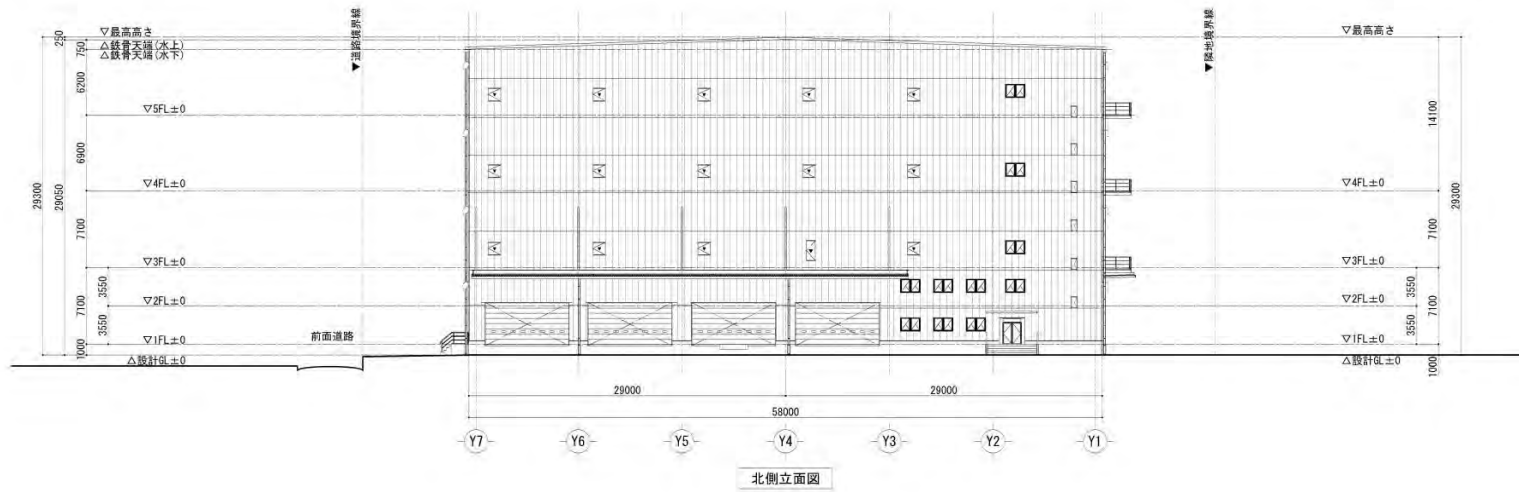 ▽最高高さ
△鉄骨天端(水上)
△鉄骨天端(水下)
▼道路境界線
▼隣地境界線
▽最高高さ
250
750
6200
▽5FL±0
6900
14100
▽4FL±0
▽4FL±0
29300
29050
29300
7100
7100
▽3FL±0
▽3FL±0
3550
3550
▽2FL±0
▽2FL±0
7100
7100
3550
3550
前面道路
▽1FL±0
▽1FL±0
1000
1000
△設計GL±0
△設計GL±0
29000
29000
58000
Y7
Y6
Y5
Y4
Y3
Y2
Y1
北側立面図